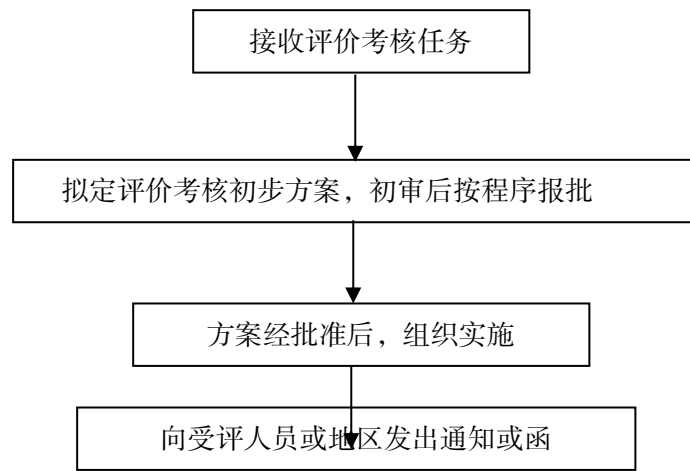 接收评价考核任务
拟定评价考核初步方案，初审后按程序报批
方案经批准后，组织实施
向受评人员或地区发出通知或函